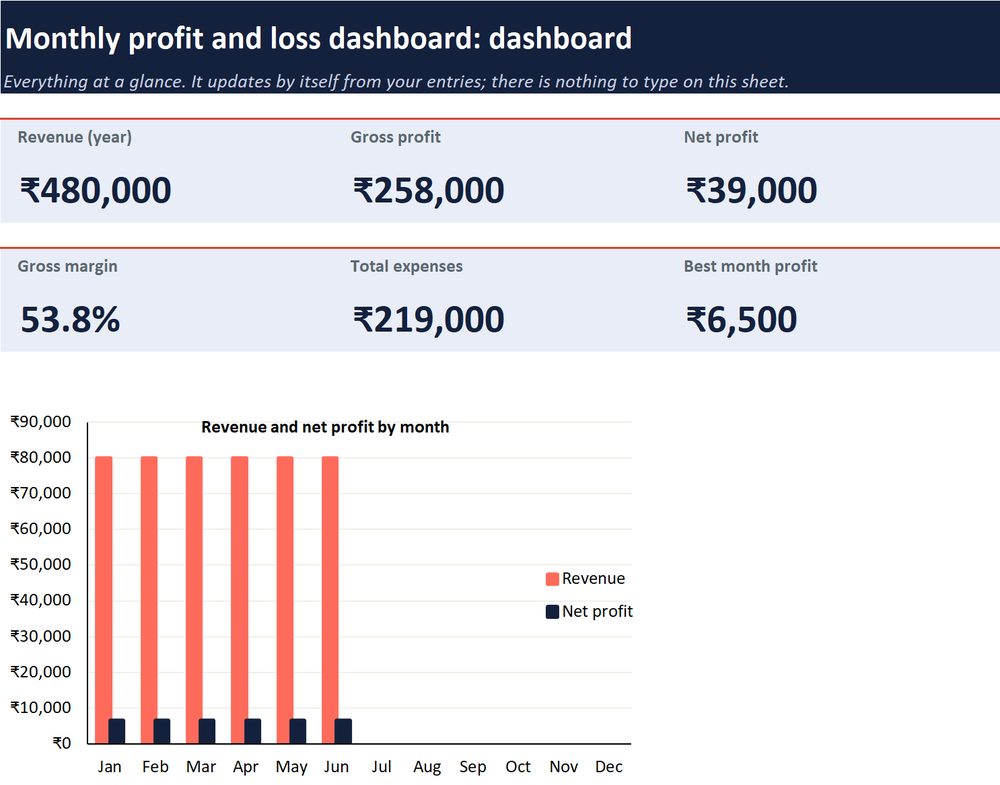 Monthly profit and loss dashboard: dashboard
Everything at a glance. It updates by itself from your entries; there is nothing to type on this sheet.
Revenue (year) Gross profit Net profit
₹480,000 ₹258,000 ₹39,000
Gross margin Total expenses Best month profit
53.8% ₹219,000 ₹6,500
Revenue and net profit by month
₹90,000
₹80,000
₹70,000
₹60,000
₹50,000
₹40,000
₹30,000
₹20,000
₹10,000
₹0
Revenue
Net profit
Jan Feb Mar Apr May Jun Jul Aug Sep Oct Nov Dec